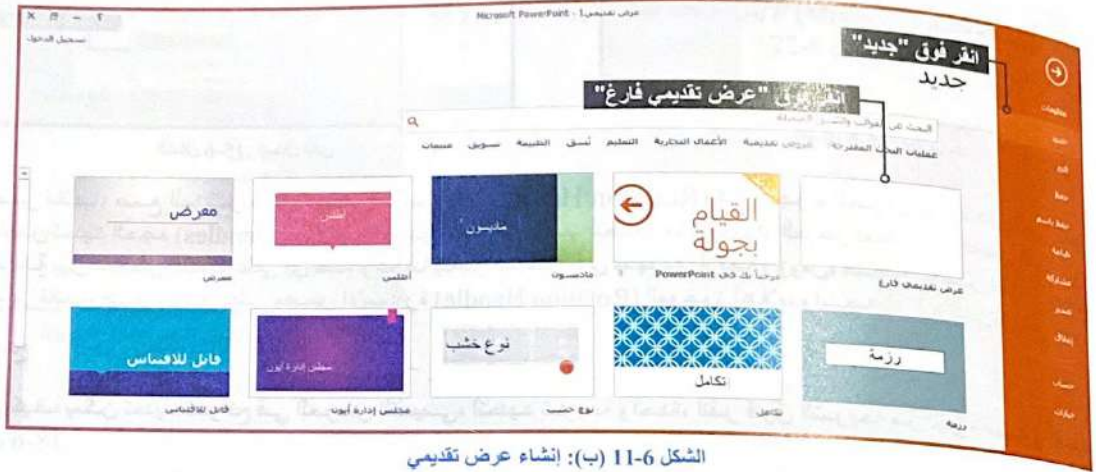 عرض تقديمي1 - Microsoft PowerPoint
تسجيل الدخول
انقر فوق "جديد"
جديد
انقر فوق "عرض تقديمي فارغ"
البحث عن
عمليات البحث المقترحة: عروض تقديمية الأعمال التجارية التعليم نسق الطبيعة تسويق
القيام
بجولة
ماديسون
أطلس
معرض
عرض تقديمي فارغ
مرحباً بك في PowerPoint
ماديسون
أطلس
معرض
رزمة
تكامل
نوع خشب
مجلس إدارة أيون
قابل للاقتباس
رزمة
تكامل
نوع خشب
مجلس إدارة أيون
قابل للاقتباس
معلومات
جديد
فتح
حفظ
حفظ باسم
طباعة
مشاركة
تصدير
إغلاق
حساب
خيارات
الشكل 6-11 (ب): إنشاء عرض تقديمي